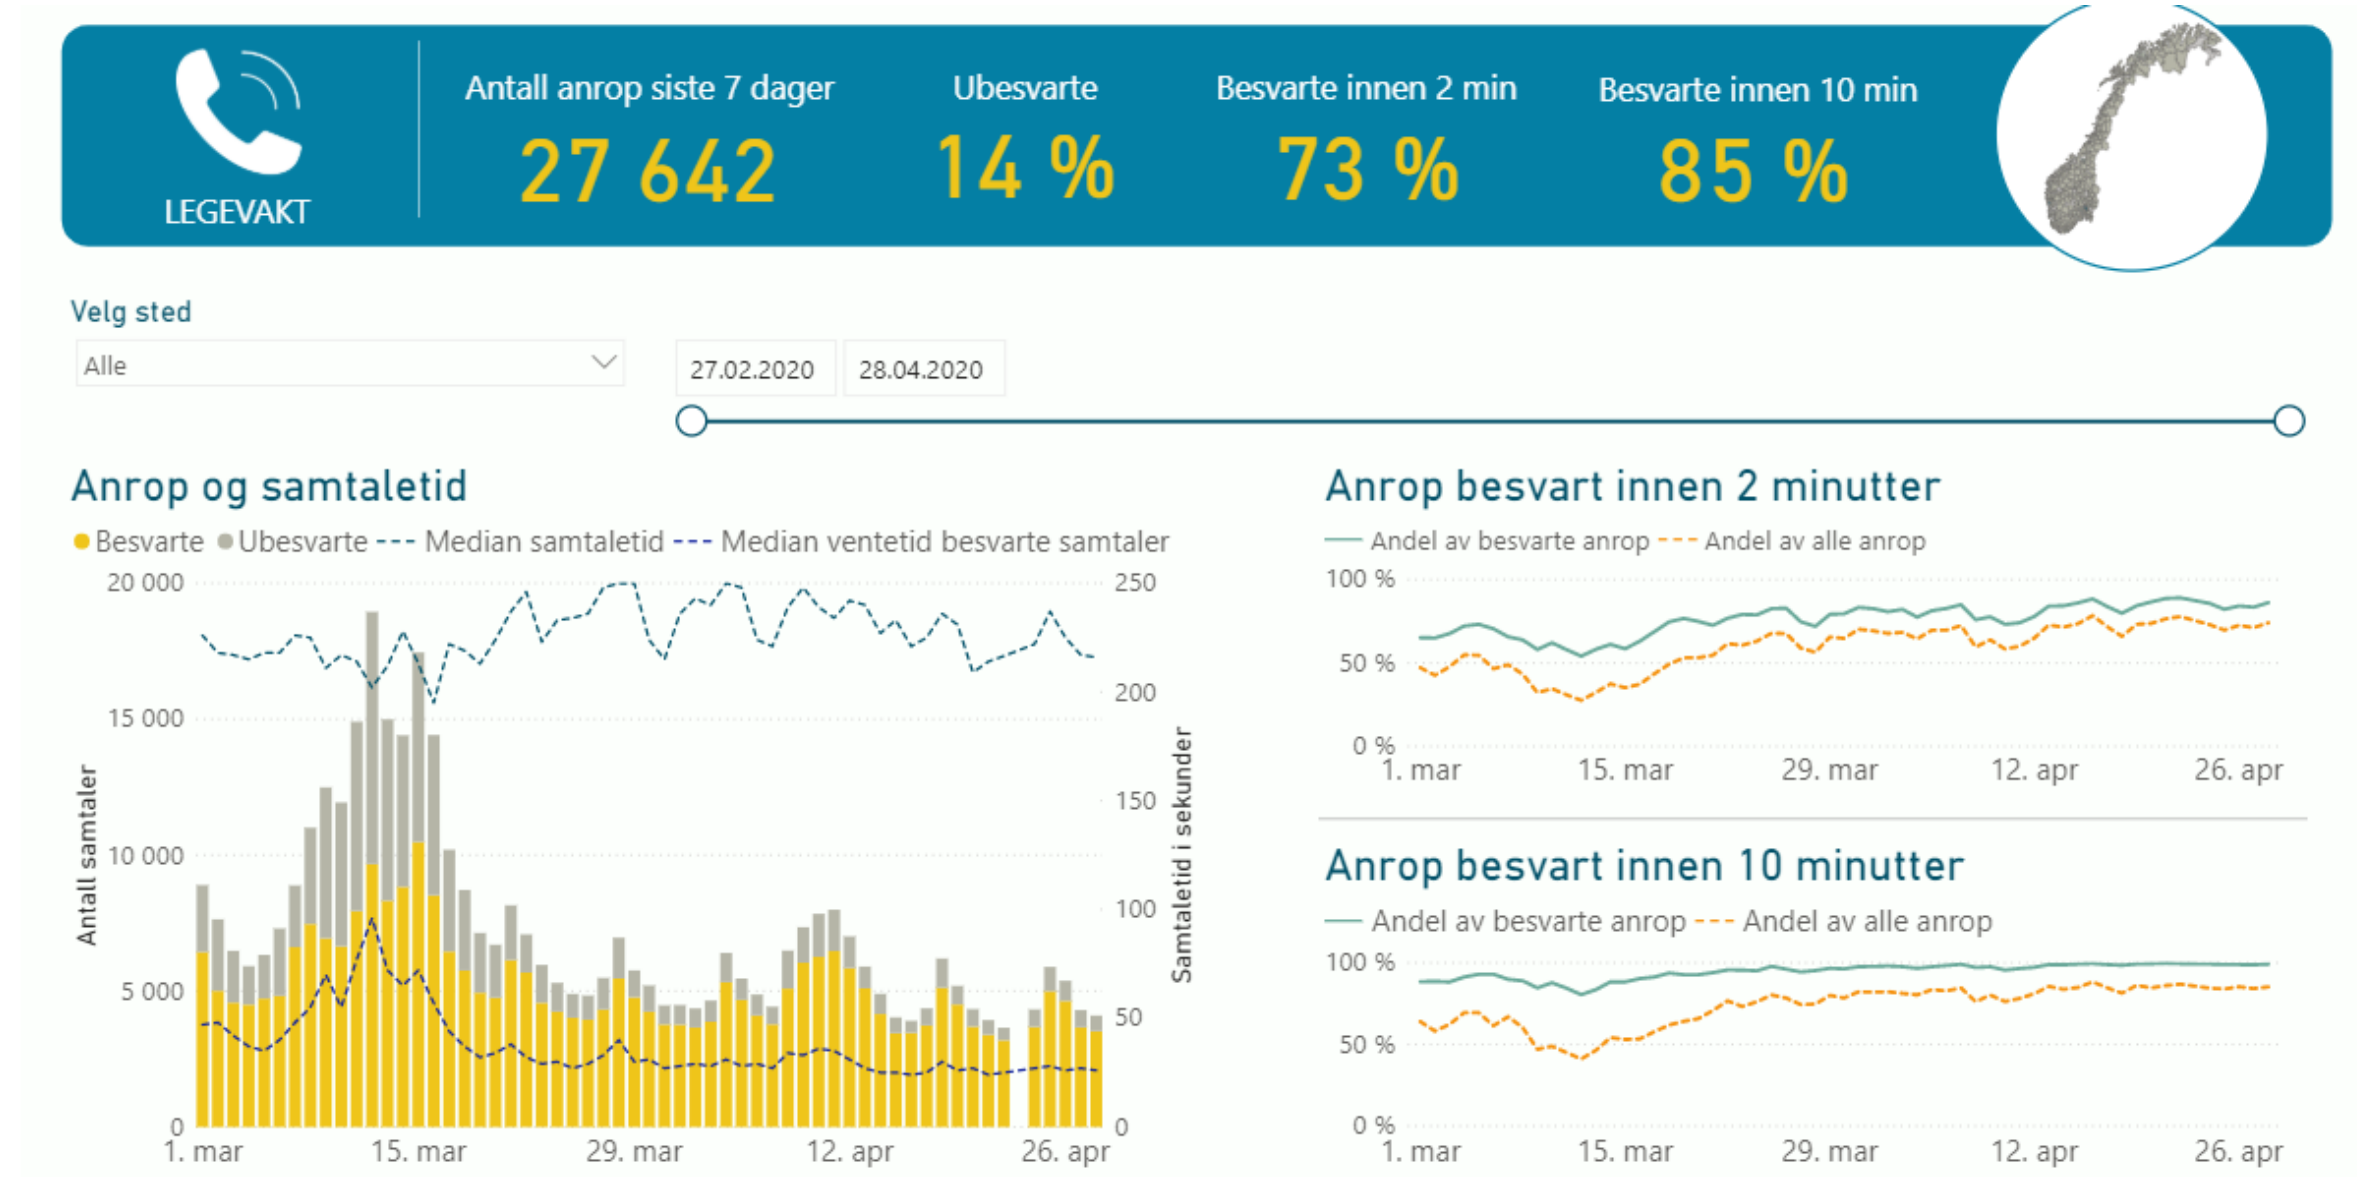 LEGEVAKT
Antall anrop siste 7 dager
27 642
Ubesvarte
14 %
Besvarte innen 2 min
73 %
Besvarte innen 10 min
85 %
Velg sted
Alle
27.02.2020
28.04.2020
Anrop og samtaletid
Besvarte Ubesvarte Median samtaletid Median ventetid besvarte samtaler
Antall samtaler
20 000
15 000
10 000
5 000
0
250
200
150
100
50
0
Samtaletid i sekunder
1. mar 15. mar 29. mar 12. apr 26. apr
Anrop besvart innen 2 minutter
Andel av besvarte anrop Andel av alle anrop
100 %
50 %
0 %
1. mar 15. mar 29. mar 12. apr 26. apr
Anrop besvart innen 10 minutter
Andel av besvarte anrop Andel av alle anrop
100 %
50 %
0 %
1. mar 15. mar 29. mar 12. apr 26. apr